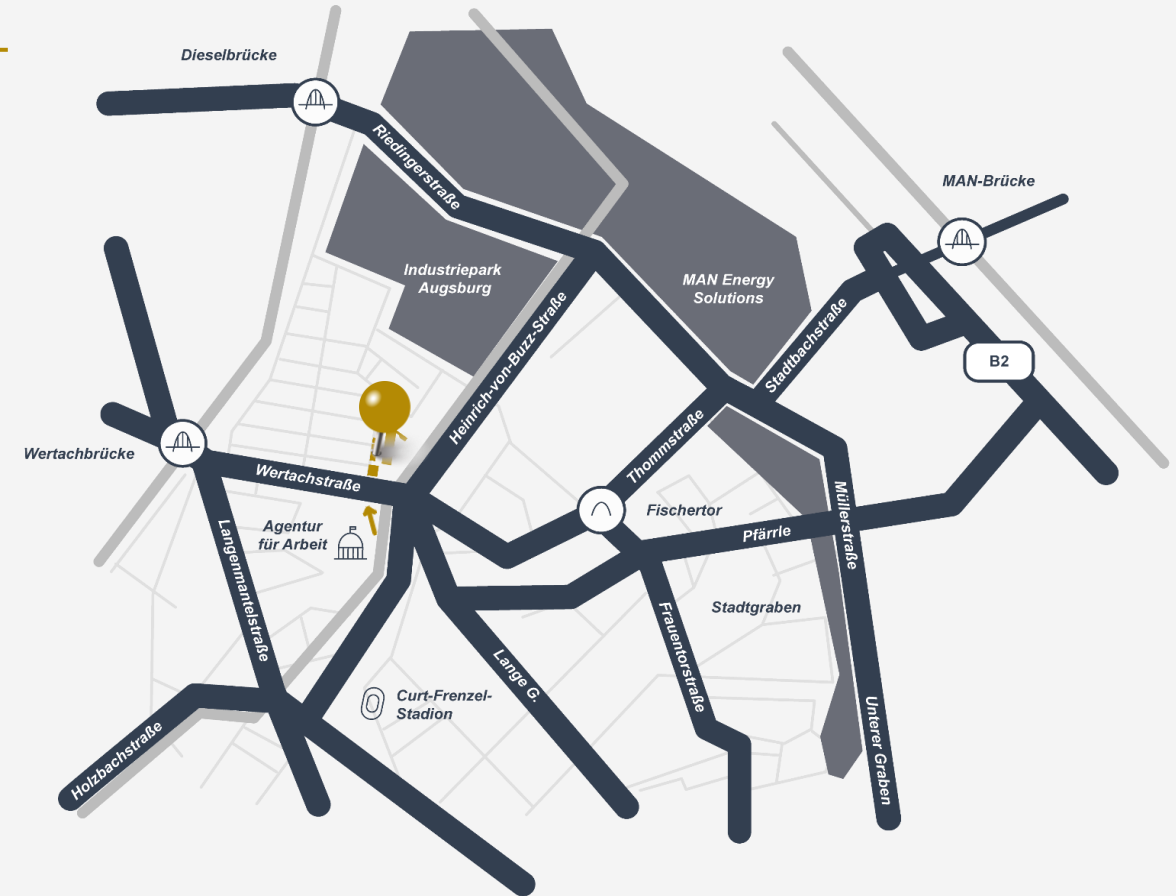 Dieselbrücke
Riedingerstraße
MAN-Brücke
Industriepark
Augsburg
MAN Energy
Solutions
Heinrich-von-Buzz-Straße
Stadtbachstraße
B2
Thommstraße
Wertachbrücke
Wertachstraße
Fischertor
Müllerstraße
Agentur
für Arbeit
Pfärrle
Langenmantelstraße
Stadtgraben
Frauentorstraße
Lange G.
Curt-Frenzel-
Stadion
Holzbachstraße
Unterer Graben